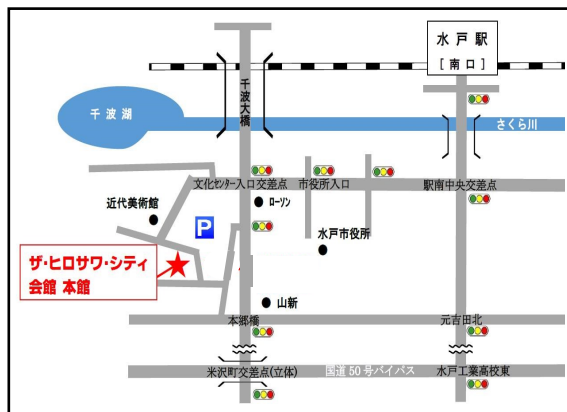 水戸駅
[ 南口 ]
千波大橋
千波湖
さくら川
文化センター入口交差点
市役所入口
駅南中央交差点
近代美術館
ローソン
P
水戸市役所
ザ・ヒロサワ・シティ
会館 本館
山新
本郷橋
元吉田北
米沢町交差点(立体)
国道50号バイパス
水戸工業高校東